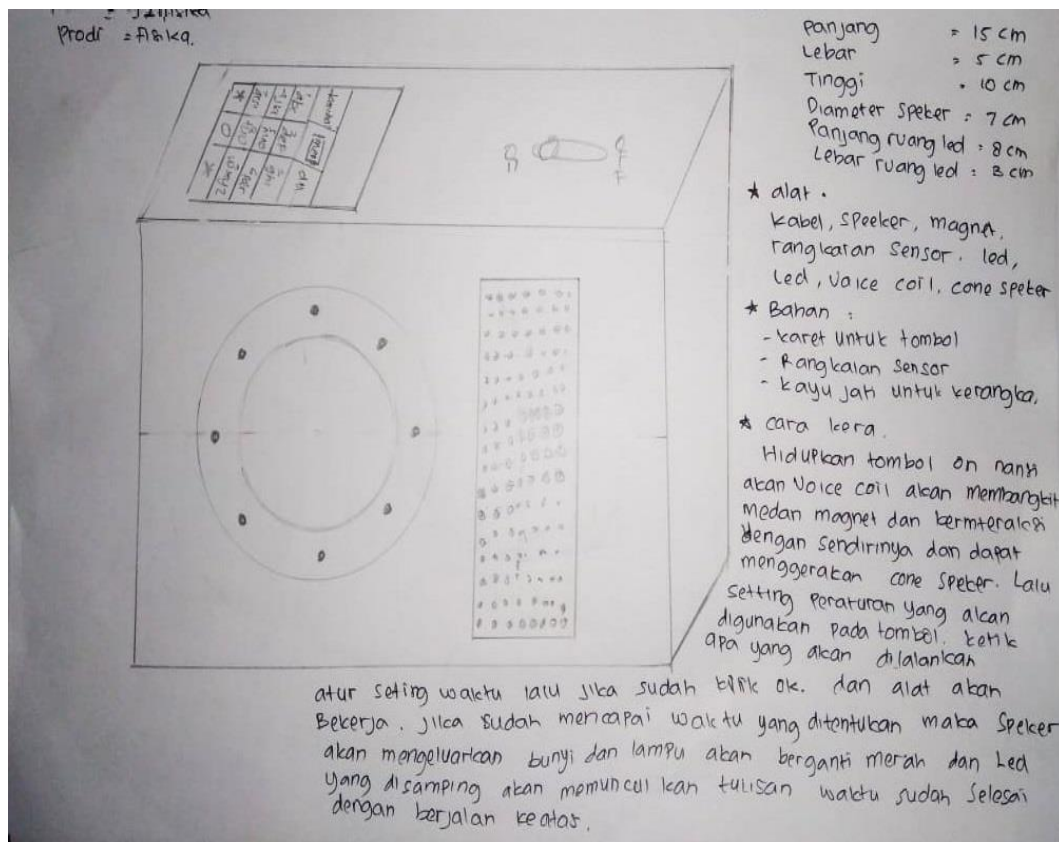 Prodi = Fisika.
Panjang = 15 cm
Lebar = 5 cm
Tinggi = 10 cm
Diameter Speker = 7 cm
Panjang ruang led = 8 cm
Lebar ruang led = 3 cm
* alat.
Kabel, Speeker, magnet,
rangkaian Sensor. led,
Led, Voice coil, cone speker
* Bahan :
- karet untuk tombol
- Rangkaian Sensor
- kayu jati untuk kerangka.
* cara kera.
Hidupkan tombol on nanti
akan Voice coil akan membangkit
medan magnet dan berinteraksi
dengan sendirinya dan dapat
menggerakan cone speker. Lalu
setting Peraturan yang akan
digunakan pada tombol. ketik
apa yang akan dijalankan
atur seting waktu lalu jika sudah klik ok. dan alat akan
Bekerja. Jika sudah mencapai waktu yang ditentukan maka Speker
akan mengeluarkan bunyi dan lampu akan berganti merah dan Led
yang disamping akan memunculkan tulisan waktu sudah selesai
dengan berjalan keatas.